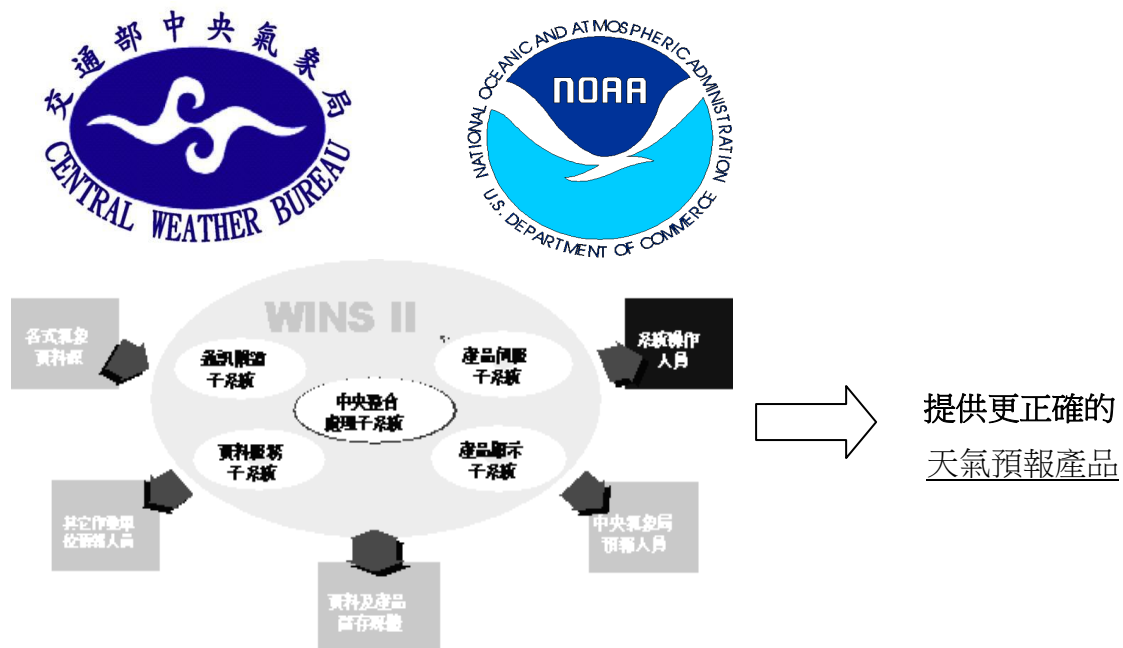 交通部中央氣象局
CENTRAL WEATHER BUREAU
NATIONAL OCEANIC AND ATMOSPHERIC ADMINISTRATION
NOAA
U.S. DEPARTMENT OF COMMERCE
WINS II
各式氣象
資料源
系統操作
人員
子系統
產品伺服
子系統
中央整合
處理子系統
資料服務
子系統
產品顯示
子系統
其它作業單
位預報人員
中央氣象局
預報人員
資料及產品
儲存媒體
提供更正確的
天氣預報產品